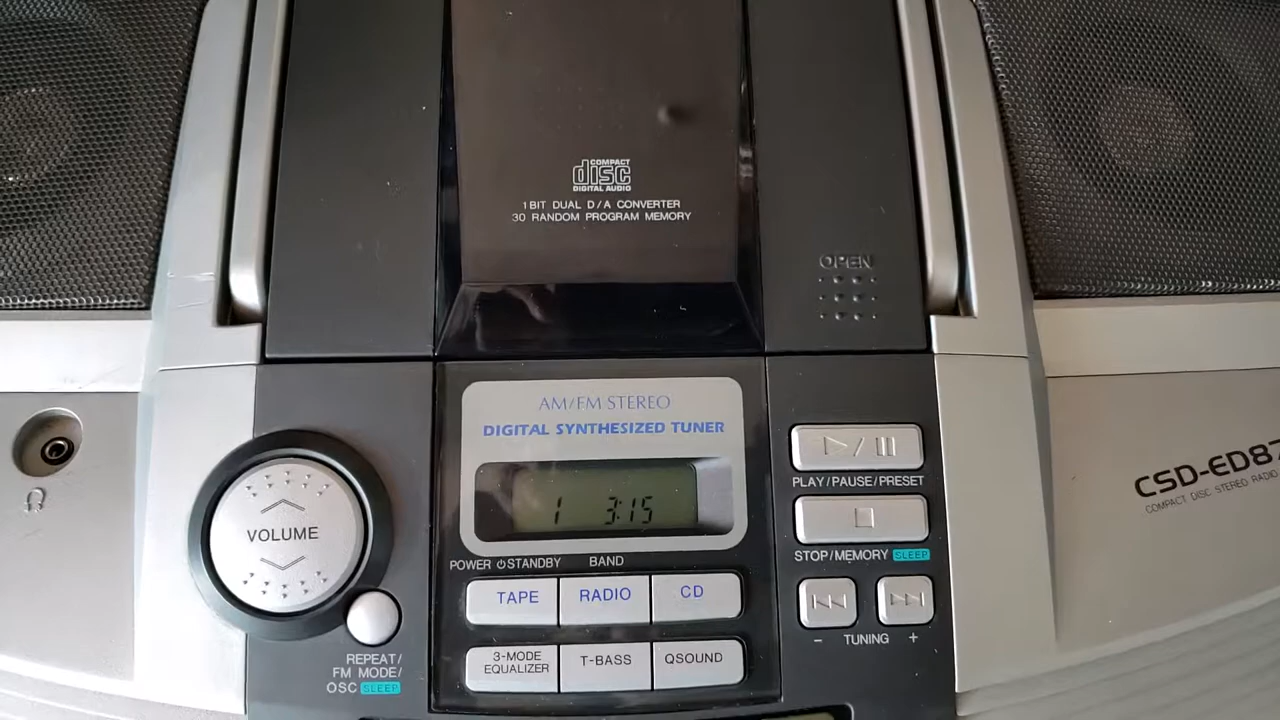 COMPACT
disc
DIGITAL AUDIO
1 BIT DUAL D/A CONVERTER
30 RANDOM PROGRAM MEMORY
OPEN
AM/FM STEREO
DIGITAL SYNTHESIZED TUNER
1 3:15
VOLUME
REPEAT/
FM MODE/
OSC SLEEP
POWER ⏻STANDBY BAND
TAPE RADIO CD
3-MODE
EQUALIZER
T-BASS
QSOUND
PLAY/PAUSE/PRESET
STOP/MEMORY SLEEP
– TUNING +
CSD-ED87
COMPACT DISC STEREO RADIO